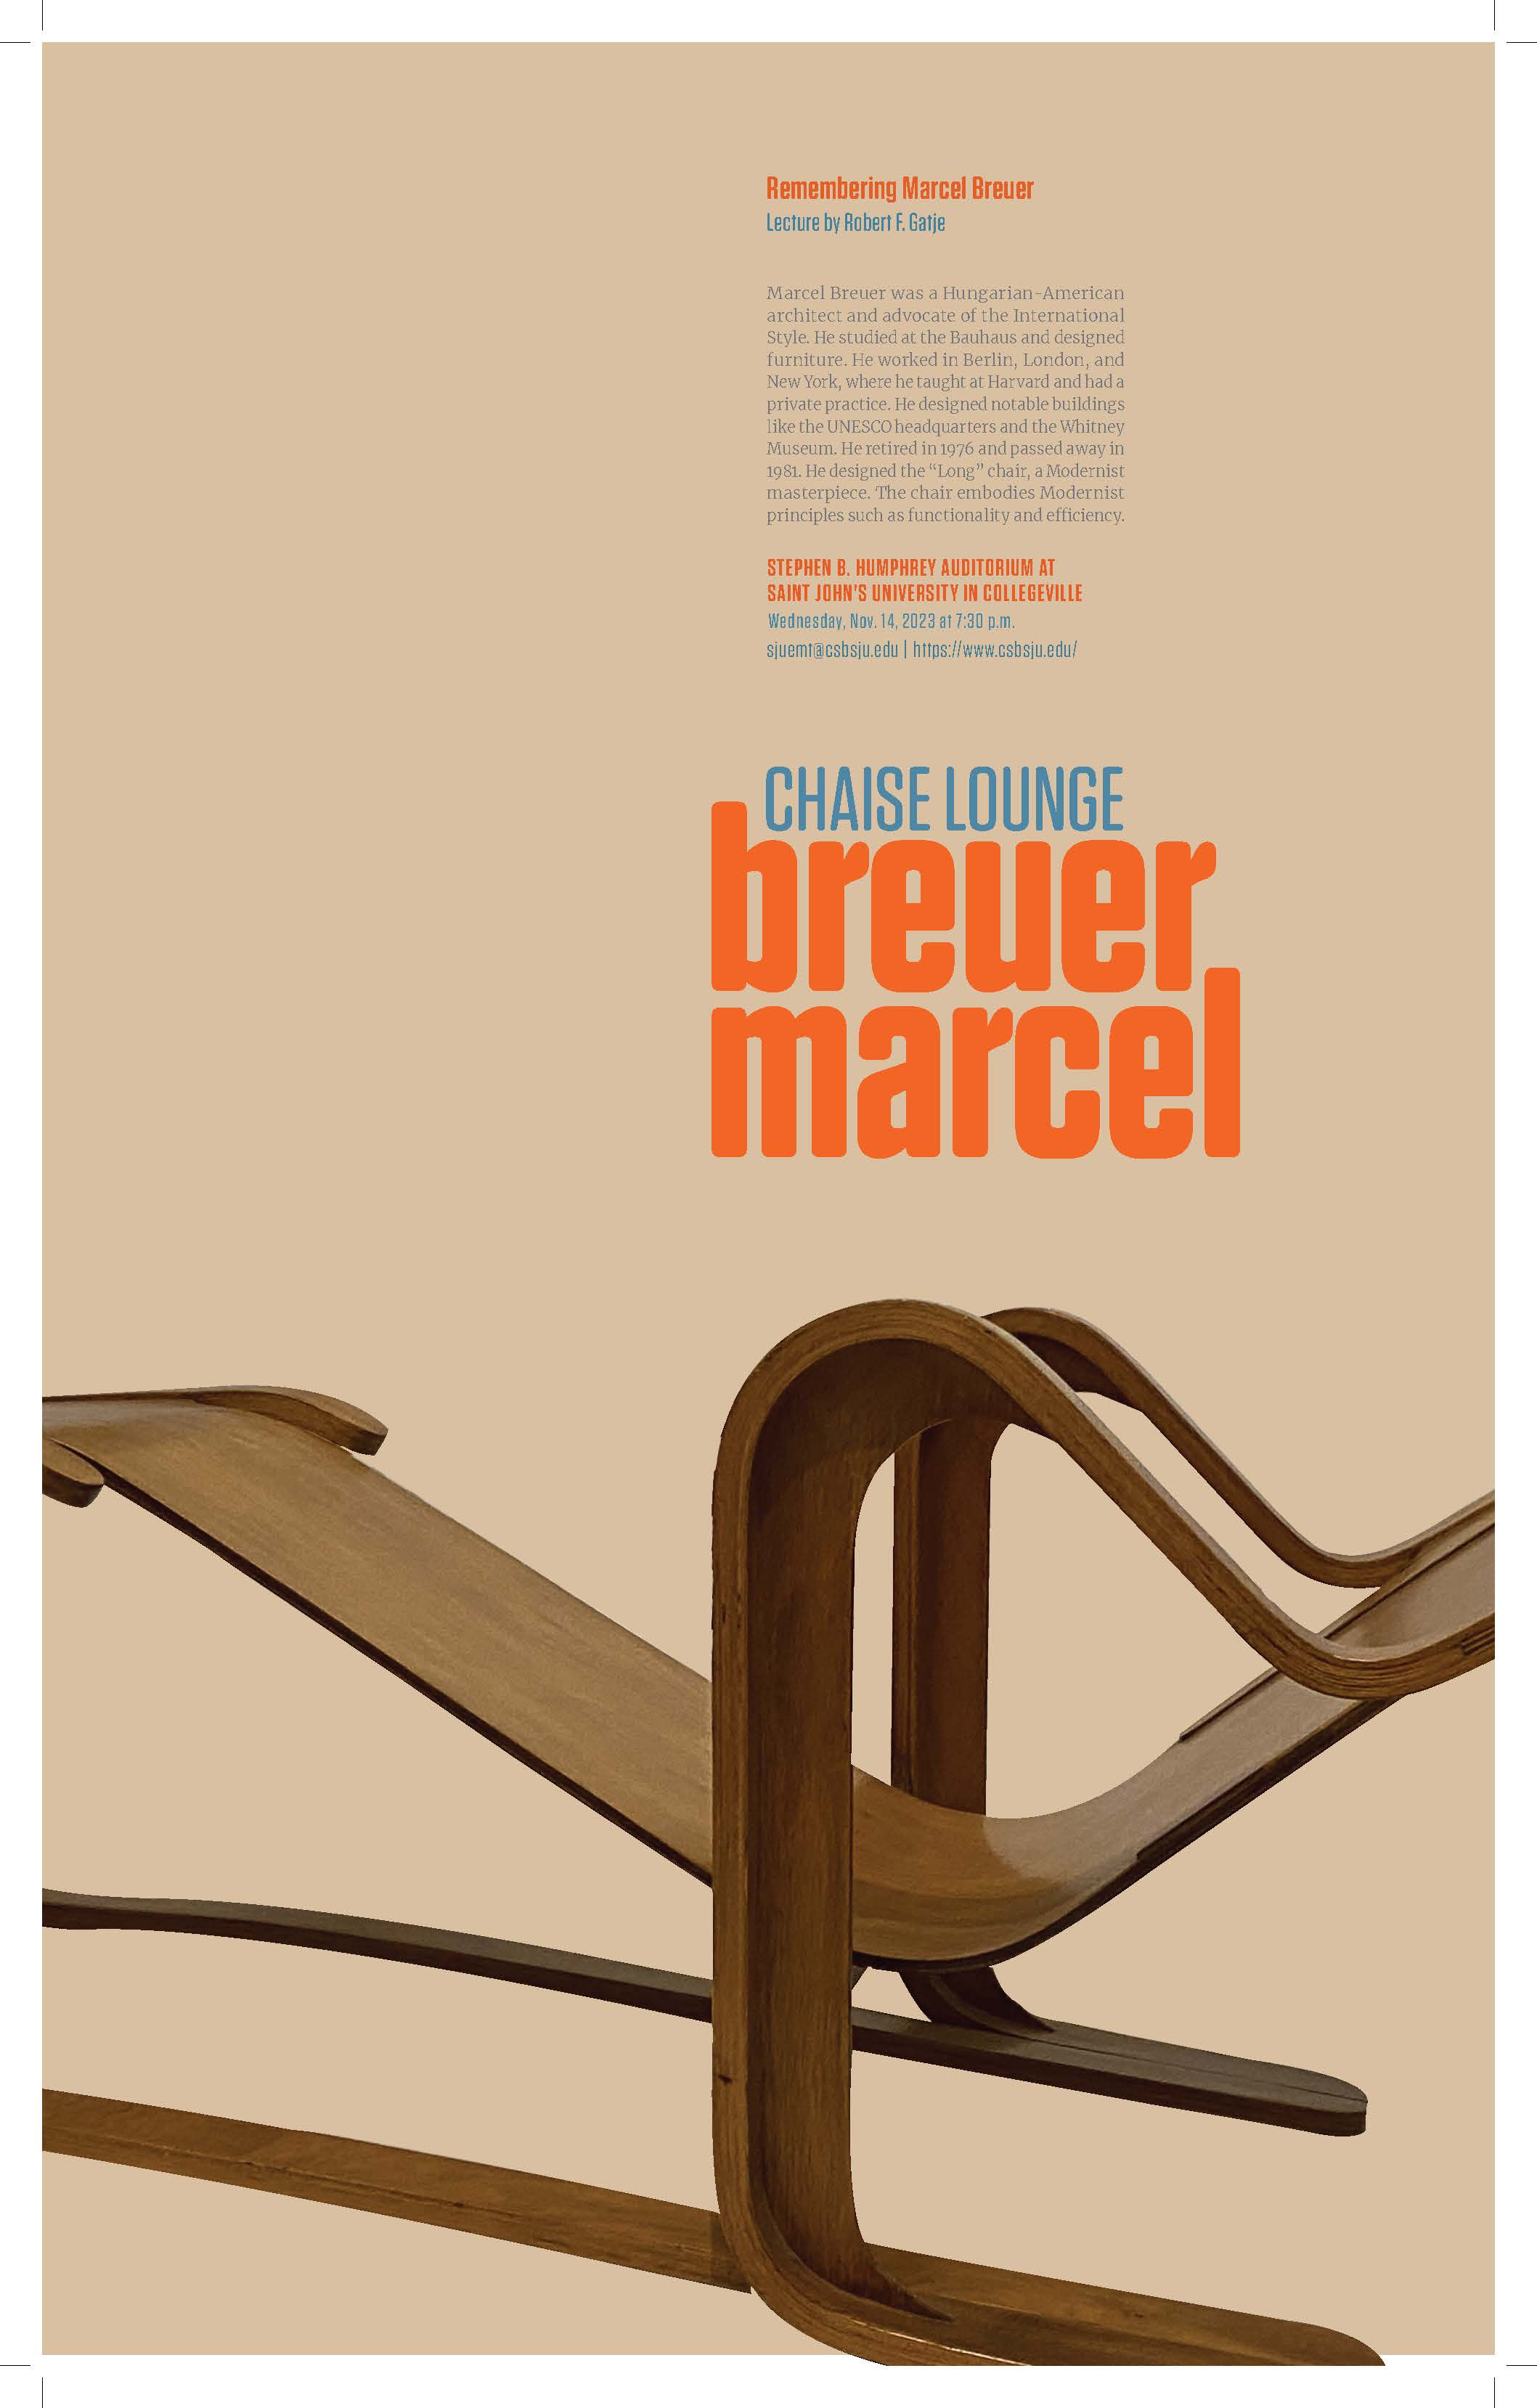 Remembering Marcel Breuer
Lecture by Robert F. Gatje
Marcel Breuer was a Hungarian-American
architect and advocate of the International
Style. He studied at the Bauhaus and designed
furniture. He worked in Berlin, London, and
New York, where he taught at Harvard and had a
private practice. He designed notable buildings
like the UNESCO headquarters and the Whitney
Museum. He retired in 1976 and passed away in
1981. He designed the “Long” chair, a Modernist
masterpiece. The chair embodies Modernist
principles such as functionality and efficiency.
STEPHEN B. HUMPHREY AUDITORIUM AT
SAINT JOHN'S UNIVERSITY IN COLLEGEVILLE
Wednesday, Nov. 14, 2023 at 7:30 p.m.
sjuemt@csbsju.edu | https://www.csbsju.edu/
CHAISE LOUNGE
breuer
marcel